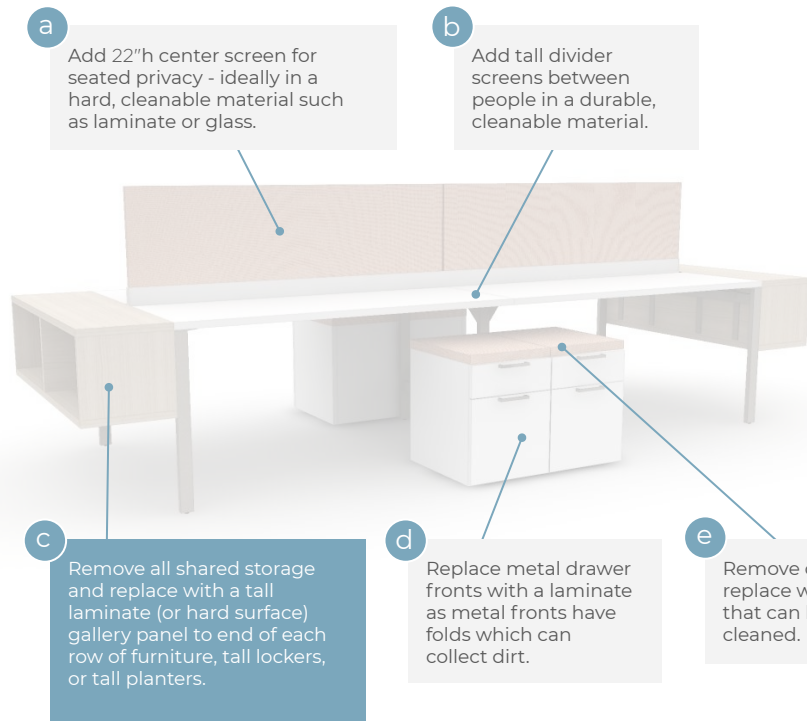 a
Add 22"h center screen for
seated privacy - ideally in a
hard, cleanable material such
as laminate or glass.
b
Add tall divider
screens between
people in a durable,
cleanable material.
c
Remove all shared storage
and replace with a tall
laminate (or hard surface)
gallery panel to end of each
row of furniture, tall lockers,
or tall planters.
d
Replace metal drawer
fronts with a laminate
as metal fronts have
folds which can
collect dirt.
e
Remove
replace
that can
cleaned.